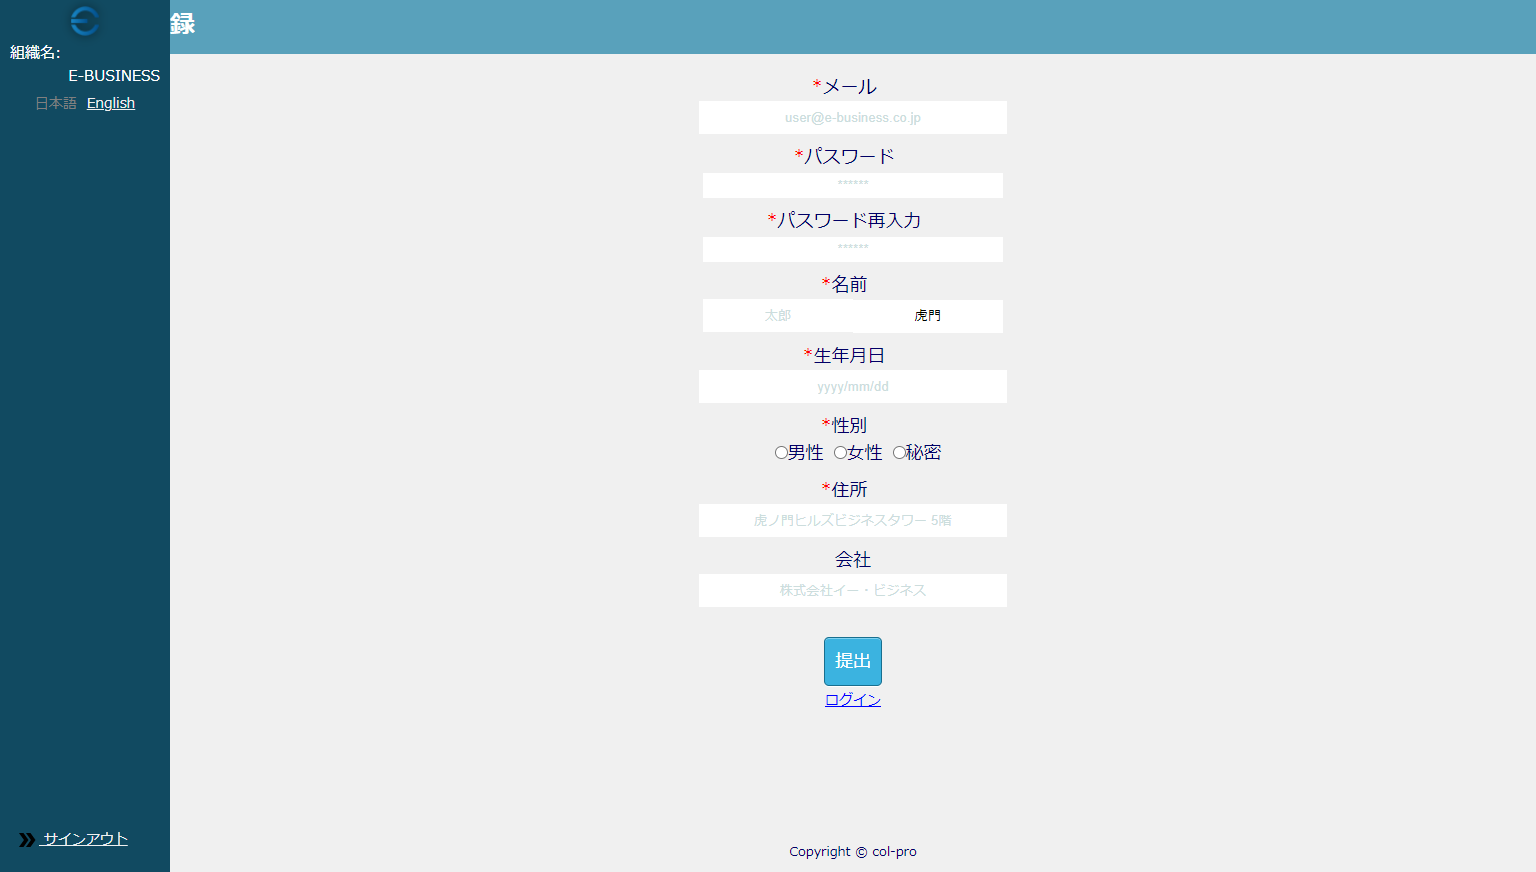 録
組織名:
E-BUSINESS
日本語 English
*メール
user@e-business.co.jp
*パスワード
******
*パスワード再入力
******
*名前
太郎 虎門
*生年月日
yyyy/mm/dd
*性別
男性 女性 秘密
*住所
虎ノ門ヒルズビジネスタワー 5階
会社
株式会社イー・ビジネス
提出
ログイン
サインアウト
Copyright © col-pro